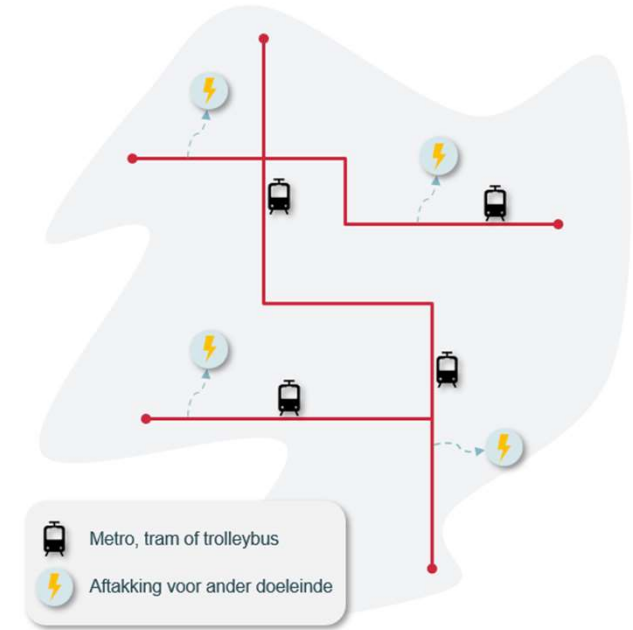 Metro, tram of trolleybus
Aftakking voor ander doeleinde